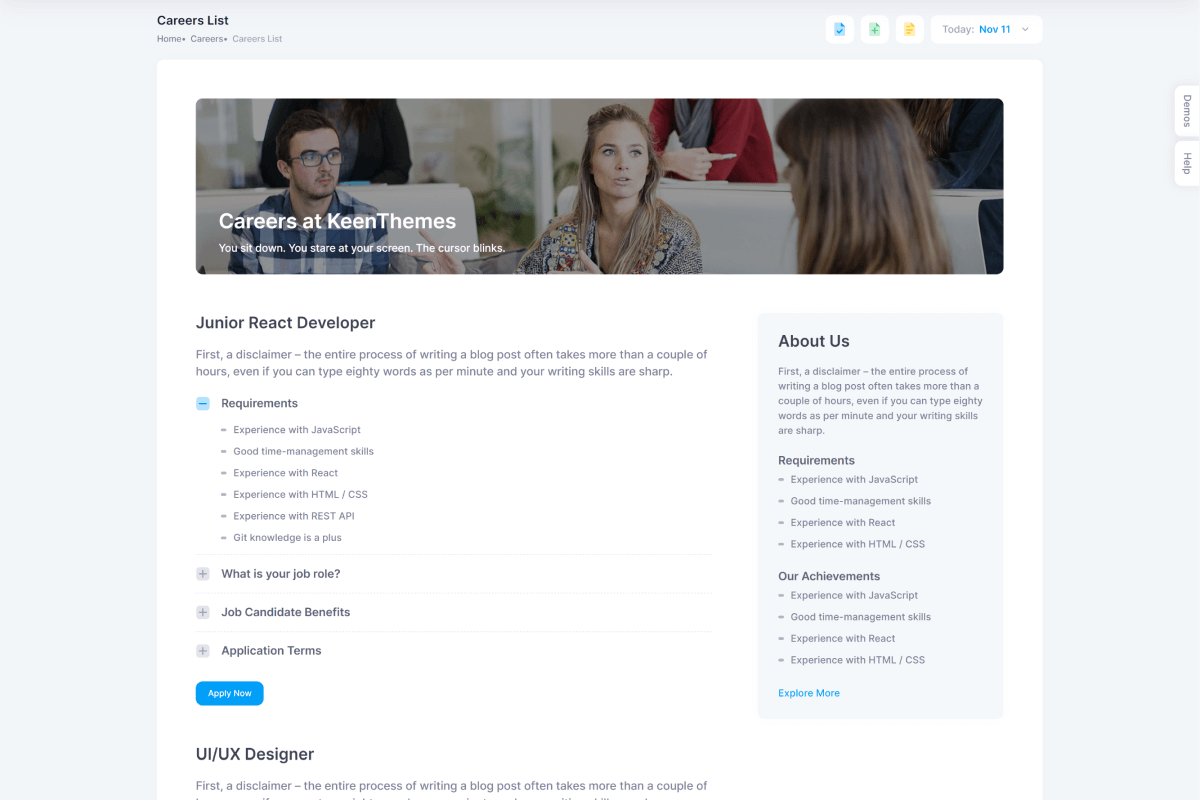 Careers List
Home• Careers• Careers List
Today: Nov 11
Demos
Help
Careers at KeenThemes
You sit down. You stare at your screen. The cursor blinks.
Junior React Developer
First, a disclaimer – the entire process of writing a blog post often takes more than a couple of
hours, even if you can type eighty words as per minute and your writing skills are sharp.
Requirements
Experience with JavaScript
Good time-management skills
Experience with React
Experience with HTML / CSS
Experience with REST API
Git knowledge is a plus
What is your job role?
Job Candidate Benefits
Application Terms
Apply Now
About Us
First, a disclaimer – the entire process of
writing a blog post often takes more than a
couple of hours, even if you can type eighty
words as per minute and your writing skills
are sharp.
Requirements
Experience with JavaScript
Good time-management skills
Experience with React
Experience with HTML / CSS
Our Achievements
Experience with JavaScript
Good time-management skills
Experience with React
Experience with HTML / CSS
Explore More
UI/UX Designer
First, a disclaimer – the entire process of writing a blog post often takes more than a couple of